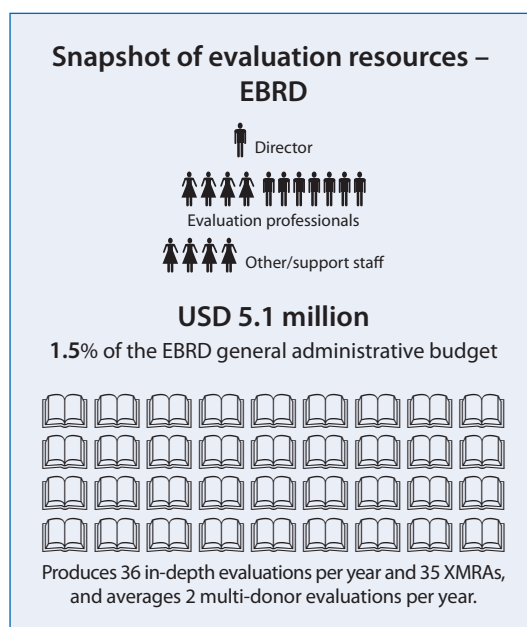 Snapshot of evaluation resources –
EBRD
Director
Evaluation professionals
Other/support staff
USD 5.1 million
1.5% of the EBRD general administrative budget
Produces 36 in-depth evaluations per year and 35 XMRAs,
and averages 2 multi-donor evaluations per year.